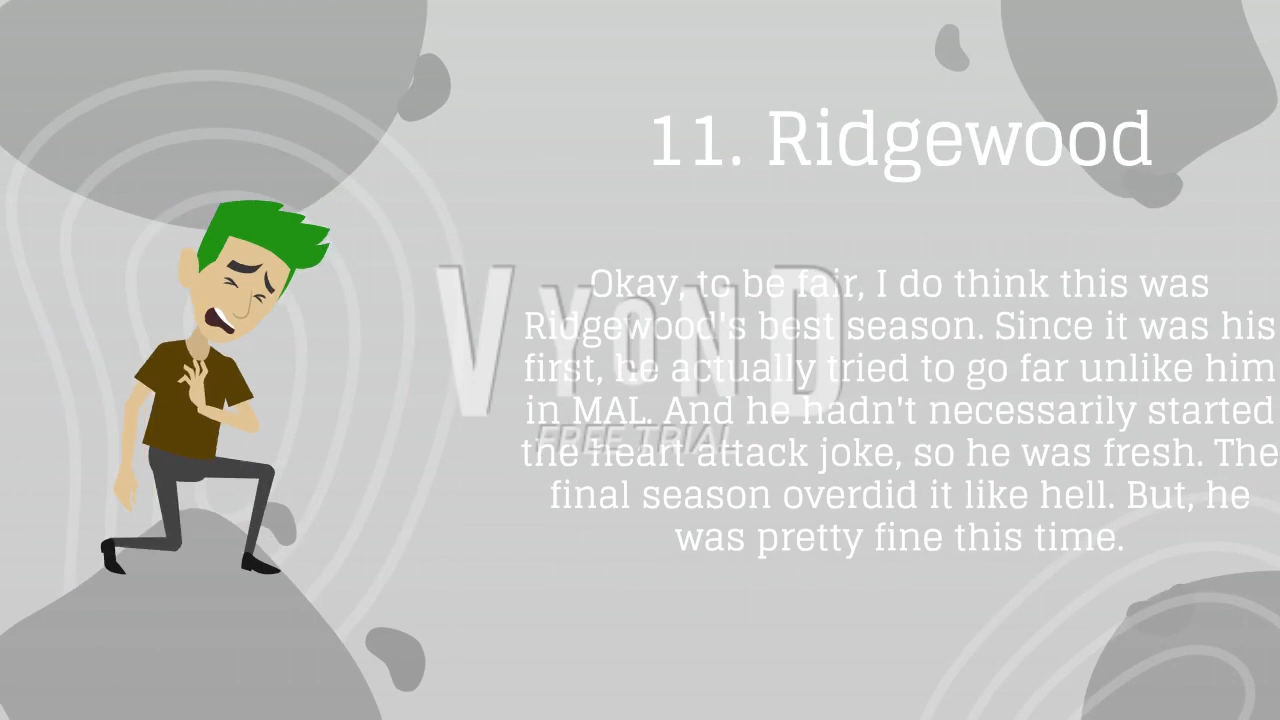 11. Ridgewood
Okay, to be fair, I do think this was
Ridgewood's best season. Since it was his
first, he actually tried to go far unlike him
in MAL. And he hadn't necessarily started
the heart attack joke, so he was fresh. The
final season overdid it like hell. But, he
was pretty fine this time.
VYOND
FREE TRIAL